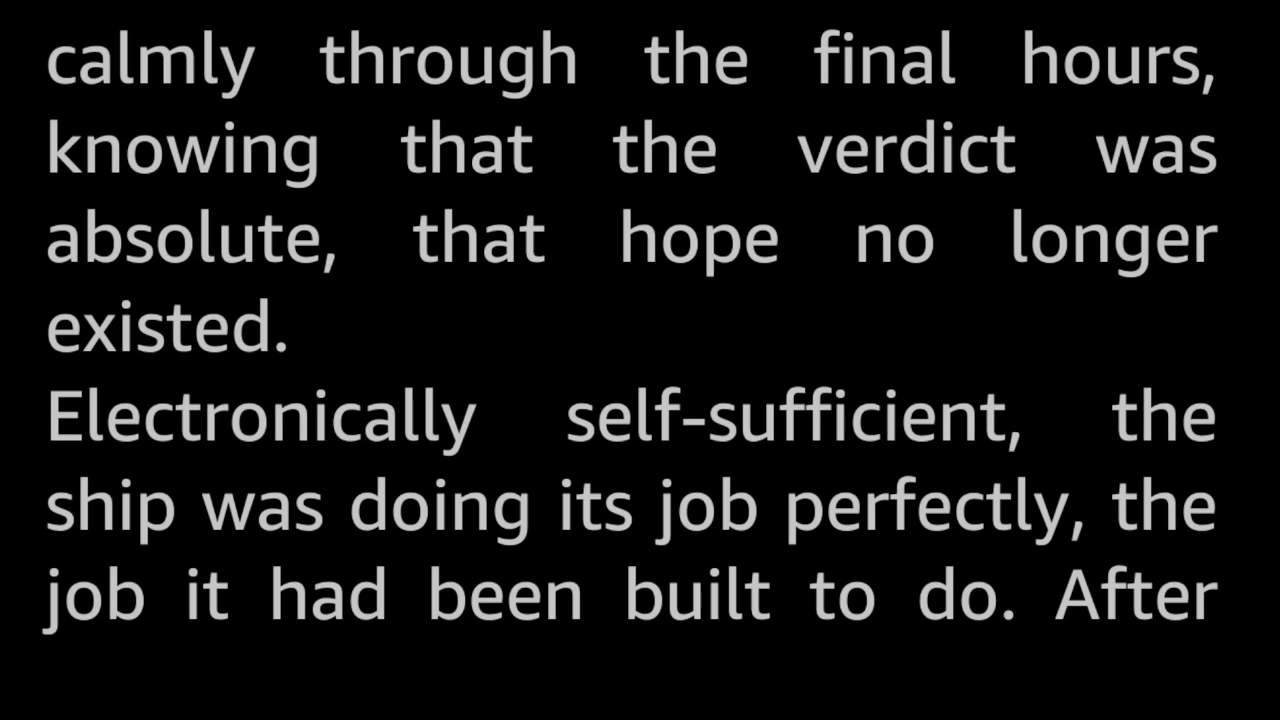 calmly through the final hours,
knowing that the verdict was
absolute, that hope no longer
existed.
Electronically self-sufficient, the
ship was doing its job perfectly, the
job it had been built to do. After